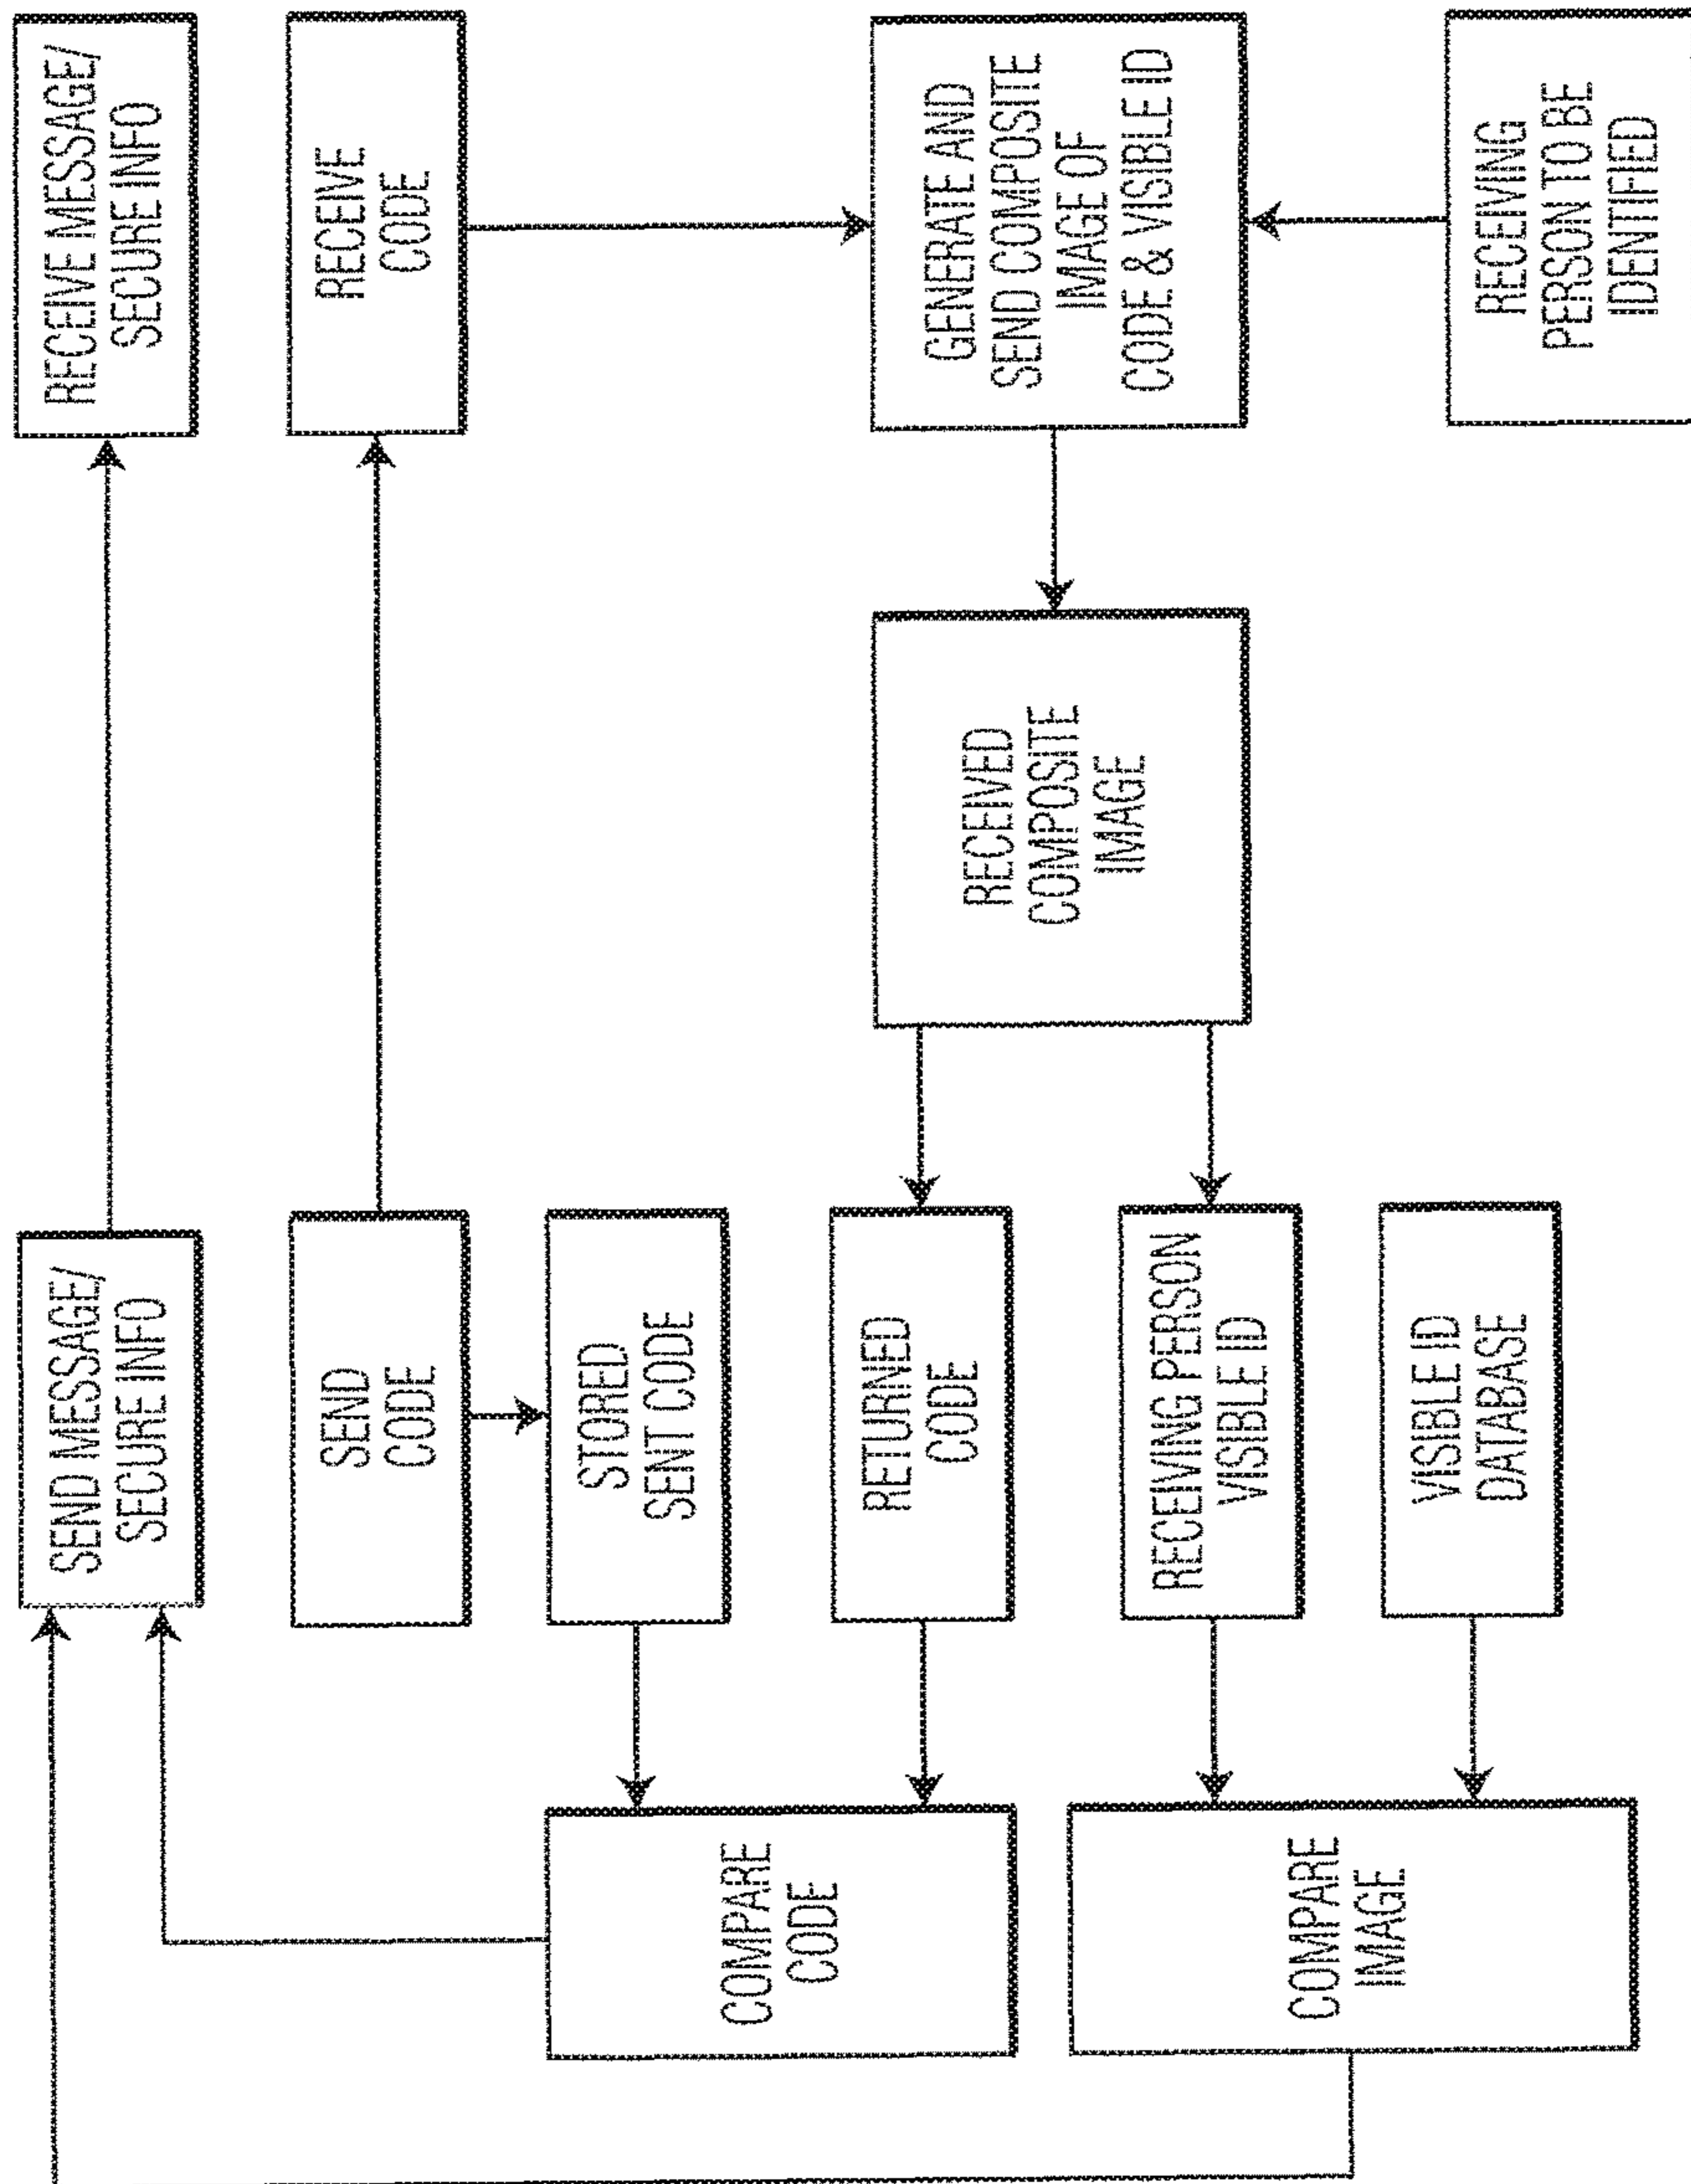 SEND MESSAGE/
SECURE INFO
RECEIVE MESSAGE/
SECURE INFO
SEND
CODE
RECEIVE
CODE
STORED
SENT CODE
COMPARE
CODE
RETURNED
CODE
RECEIVED
COMPOSITE
IMAGE
GENERATE AND
SEND COMPOSITE
IMAGE OF
CODE & VISIBLE ID
RECEIVING PERSON
VISIBLE ID
COMPARE
IMAGE
VISIBLE ID
DATABASE
RECEIVING
PERSON TO BE
IDENTIFIED